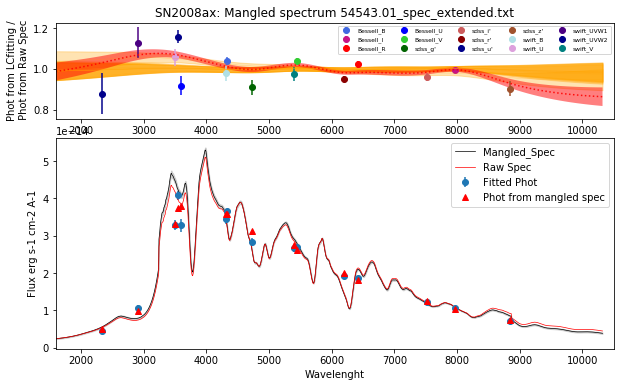 SN2008ax: Mangled spectrum 54543.01_spec_extended.txt
Phot from LCfitting /
Phot from Raw Spec
1.2
1.0
0.8
Bessell_B
Bessell_I
Bessell_R
Bessell_U
Bessell_V
sdss_g'
sdss_i'
sdss_r'
sdss_u'
sdss_z'
swift_B
swift_U
swift_UVW1
swift_UVW2
swift_V
2000 3000 4000 5000 6000 7000 8000 9000 10000
1e−14
Flux erg s-1 cm-2 A-1
5
4
3
2
1
0
Mangled_Spec
Raw Spec
Fitted Phot
Phot from mangled spec
2000 3000 4000 5000 6000 7000 8000 9000 10000
Wavelenght